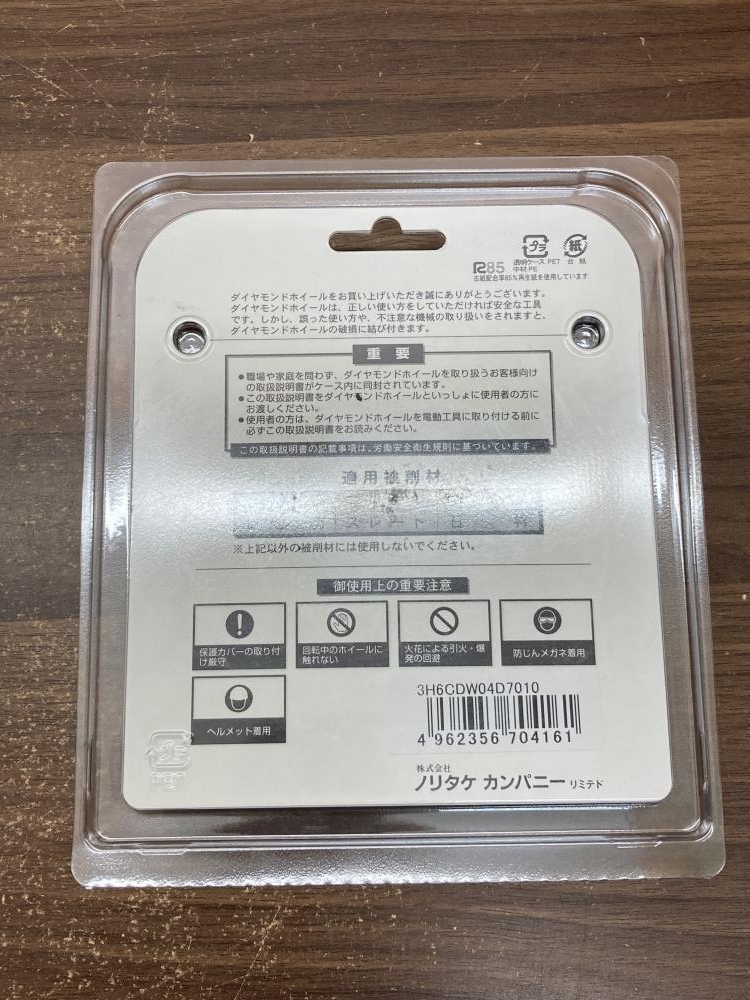 プラ
紙
R85
透明ケース PET 台 紙
中材 PE
古紙配合率85%再生紙を使用しています
ダイヤモンドホイールをお買い上げいただき誠にありがとうございます。
ダイヤモンドホイールは、正しい使い方をしていただければ安全な工具
です。しかし、誤った使い方や、不注意な機械の取り扱いをされますと、
ダイヤモンドホイールの破損に結び付きます。
重 要
●職場や家庭を問わず、ダイヤモンドホイールを取り扱うお客様向け
の取扱説明書がケース内に同封されています。
●この取扱説明書をダイヤモンドホイールといっしょに使用者の方に
お渡しください。
●使用者の方は、ダイヤモンドホイールを電動工具に取り付ける前に
必ずこの取扱説明書をお読みください。
この取扱説明書の記載事項は、労働安全衛生規則に基づいています。
適用被削材
スレート
材
※上記以外の被削材には使用しないでください。
御使用上の重要注意
保護カバーの取り付
け厳守
回転中のホイールに
触れない
火花による引火・爆
発の回避
防じんメガネ着用
ヘルメット着用
3H6CDW04D7010
4 962356 704161
株式会社
ノリタケ カンパニー リミテド
プラ
PET